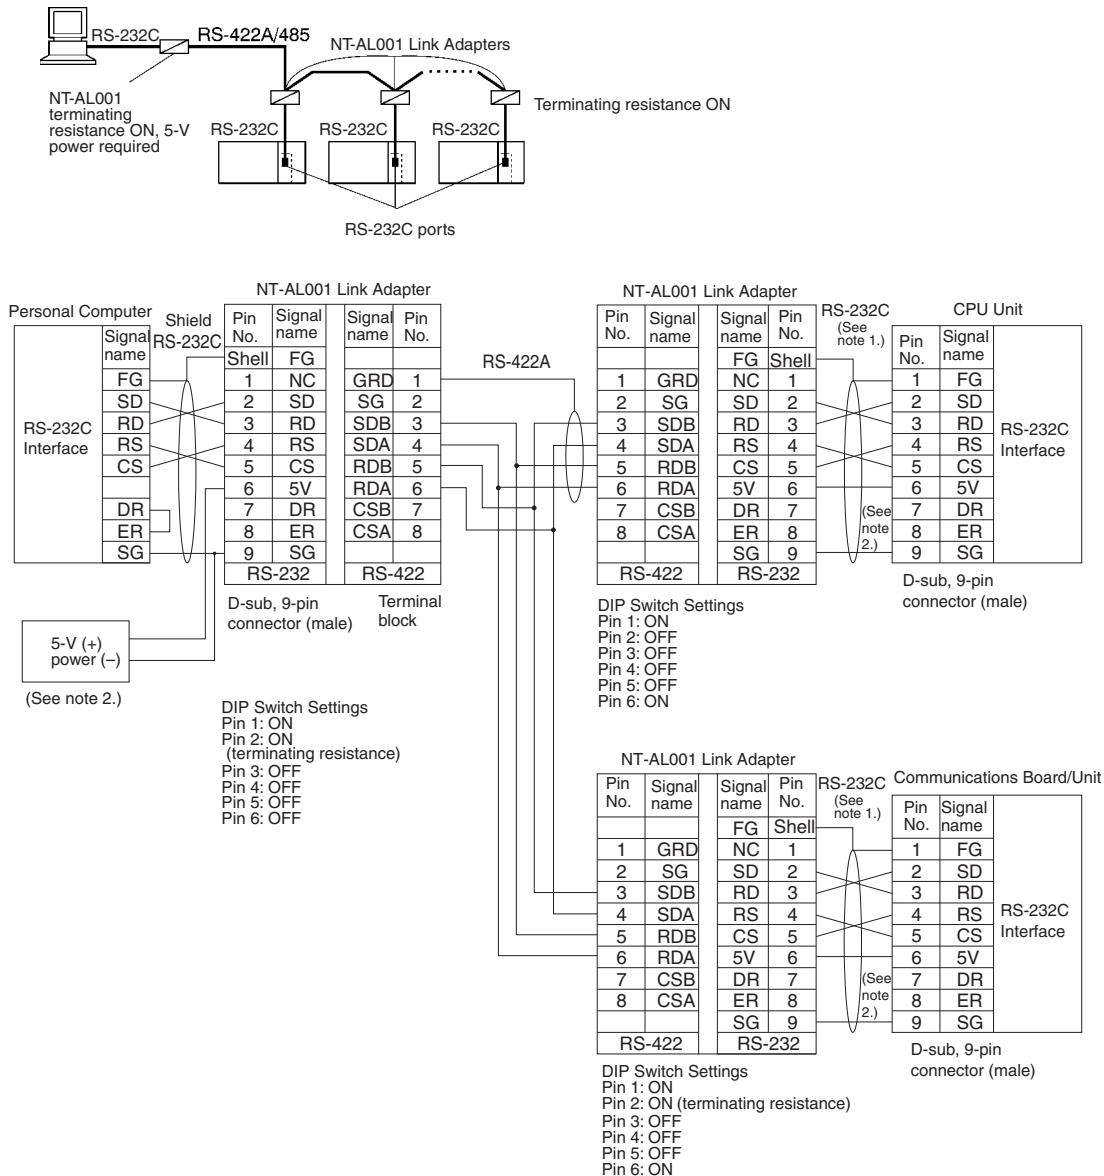 RS-232C
RS-422A/485
NT-AL001 Link Adapters
NT-AL001
terminating
resistance ON, 5-V
power required
Terminating resistance ON
RS-232C RS-232C RS-232C
RS-232C ports
NT-AL001 Link Adapter
Personal Computer
Shield
RS-232C
Signal name
FG
SD
RD
RS
CS
DR
ER
SG
RS-232C
Interface
Pin No. Signal name Signal name Pin No.
Shell FG
1 NC GRD 1
2 SD SG 2
3 RD SDB 3
4 RS SDA 4
5 CS RDB 5
6 5V RDA 6
7 DR CSB 7
8 ER CSA 8
9 SG
RS-232 RS-422
D-sub, 9-pin
connector (male)
Terminal
block
5-V (+)
power (–)
(See note 2.)
DIP Switch Settings
Pin 1: ON
Pin 2: ON
(terminating resistance)
Pin 3: OFF
Pin 4: OFF
Pin 5: OFF
Pin 6: OFF
RS-422A
NT-AL001 Link Adapter
Pin No. Signal name Signal name Pin No.
FG Shell
1 GRD NC 1
2 SG SD 2
3 SDB RD 3
4 SDA RS 4
5 RDB CS 5
6 RDA 5V 6
7 CSB DR 7
8 CSA ER 8
SG 9
RS-422 RS-232
RS-232C
(See
note 1.)
(See
note
2.)
CPU Unit
Pin No. Signal name
1 FG
2 SD
3 RD
4 RS
5 CS
6 5V
7 DR
8 ER
9 SG
RS-232C
Interface
D-sub, 9-pin
connector (male)
DIP Switch Settings
Pin 1: ON
Pin 2: OFF
Pin 3: OFF
Pin 4: OFF
Pin 5: OFF
Pin 6: ON
NT-AL001 Link Adapter
Pin No. Signal name Signal name Pin No.
FG Shell
1 GRD NC 1
2 SG SD 2
3 SDB RD 3
4 SDA RS 4
5 RDB CS 5
6 RDA 5V 6
7 CSB DR 7
8 CSA ER 8
SG 9
RS-422 RS-232
RS-232C
(See
note 1.)
(See
note
2.)
Communications Board/Unit
Pin No. Signal name
1 FG
2 SD
3 RD
4 RS
5 CS
6 5V
7 DR
8 ER
9 SG
RS-232C
Interface
D-sub, 9-pin
connector (male)
DIP Switch Settings
Pin 1: ON
Pin 2: ON (terminating resistance)
Pin 3: OFF
Pin 4: OFF
Pin 5: OFF
Pin 6: ON